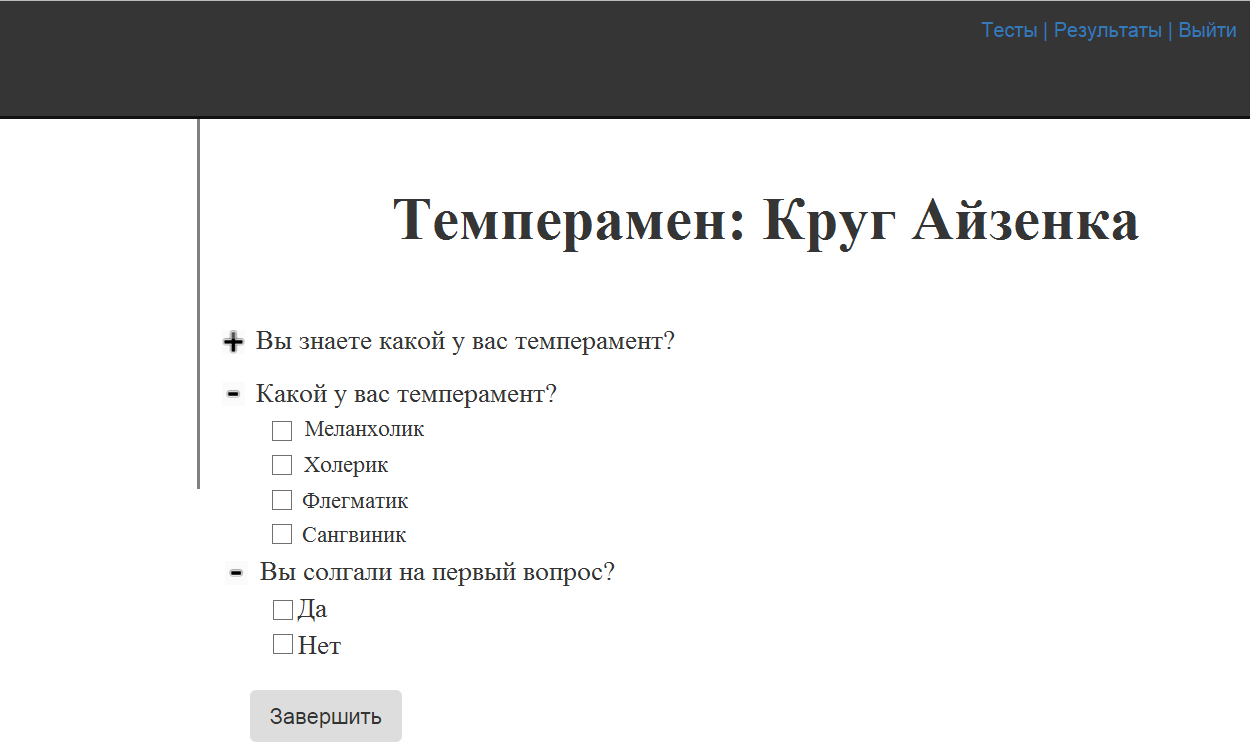 Тесты | Результаты | Выйти
Темперамен: Круг Айзенка
Вы знаете какой у вас темперамент?
Какой у вас темперамент?
Меланхолик
Холерик
Флегматик
Сангвиник
Вы солгали на первый вопрос?
Да
Нет
Завершить